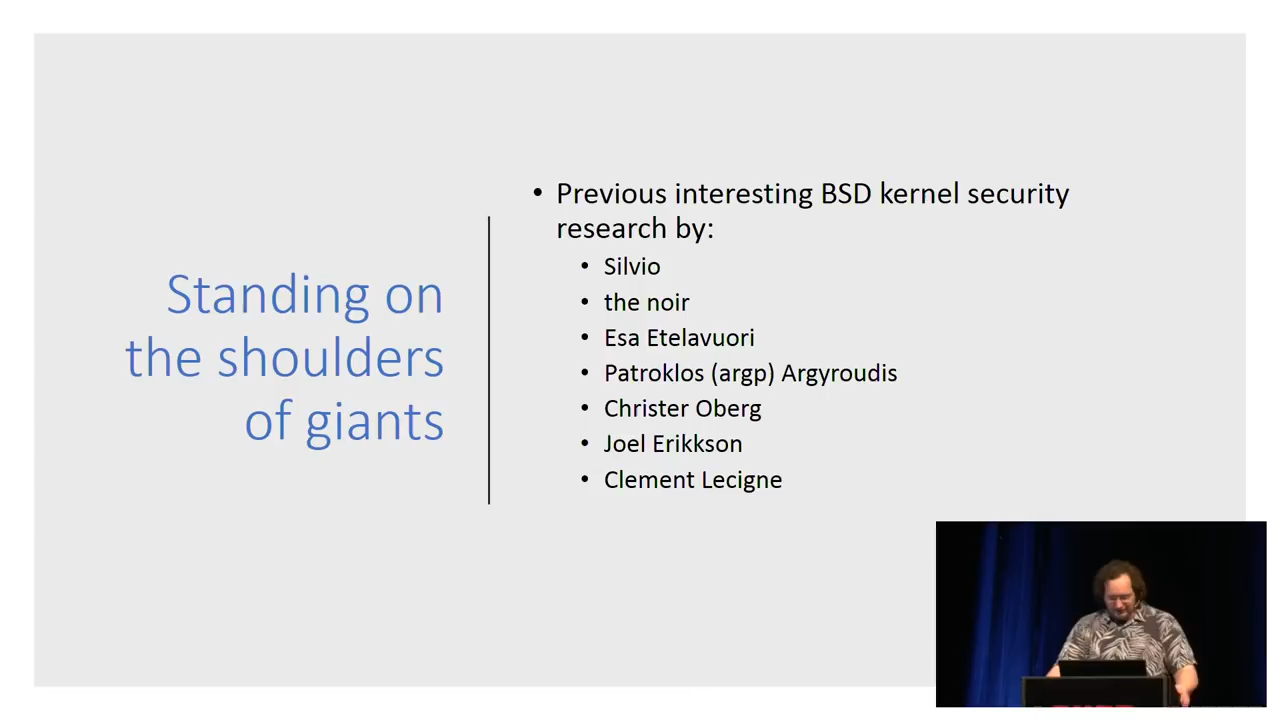 Standing on
the shoulders
of giants
• Previous interesting BSD kernel security
research by:
• Silvio
• the noir
• Esa Etelavuori
• Patroklos (argp) Argyroudis
• Christer Oberg
• Joel Erikkson
• Clement Lecigne